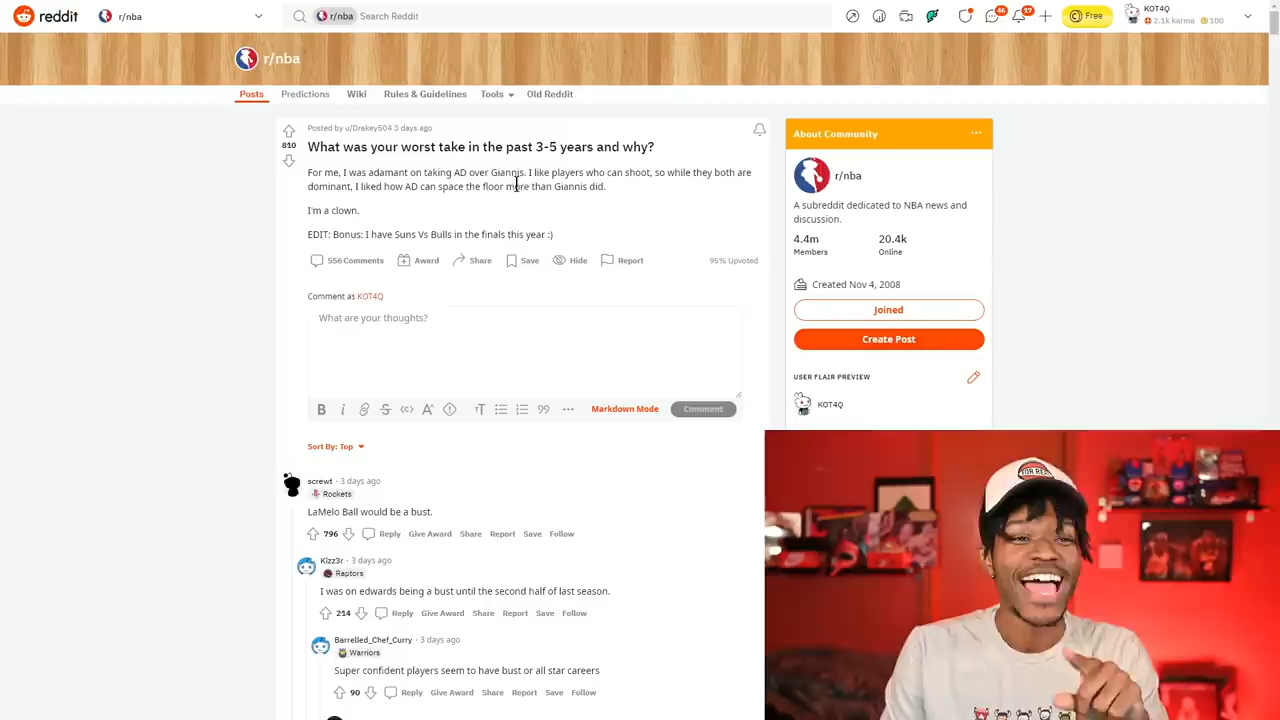 reddit
r/nba
r/nba
Search Reddit
46
17
Free
KOT4Q
2.1k karma
100
r/nba
Posts
Predictions
Wiki
Rules & Guidelines
Tools
Old Reddit
810
Posted by u/Drakey504 3 days ago
What was your worst take in the past 3-5 years and why?
For me, I was adamant on taking AD over Giannis. I like players who can shoot, so while they both are
dominant, I liked how AD can space the floor more than Giannis did.
I'm a clown.
EDIT: Bonus: I have Suns Vs Bulls in the finals this year :)
556 Comments
Award
Share
Save
Hide
Report
95% Upvoted
Comment as KOT4Q
What are your thoughts?
Markdown Mode
Comment
Sort By: Top
screwt · 3 days ago
Rockets
LaMelo Ball would be a bust.
796
Reply
Give Award
Share
Report
Save
Follow
Kizz3r · 3 days ago
Raptors
I was on edwards being a bust until the second half of last season.
214
Reply
Give Award
Share
Report
Save
Follow
Barrelled_Chef_Curry · 3 days ago
Warriors
Super confident players seem to have bust or all star careers
90
Reply
Give Award
Share
Report
Save
Follow
About Community
r/nba
A subreddit dedicated to NBA news and
discussion.
4.4m
20.4k
Members
Online
Created Nov 4, 2008
Joined
Create Post
USER FLAIR PREVIEW
KOT4Q